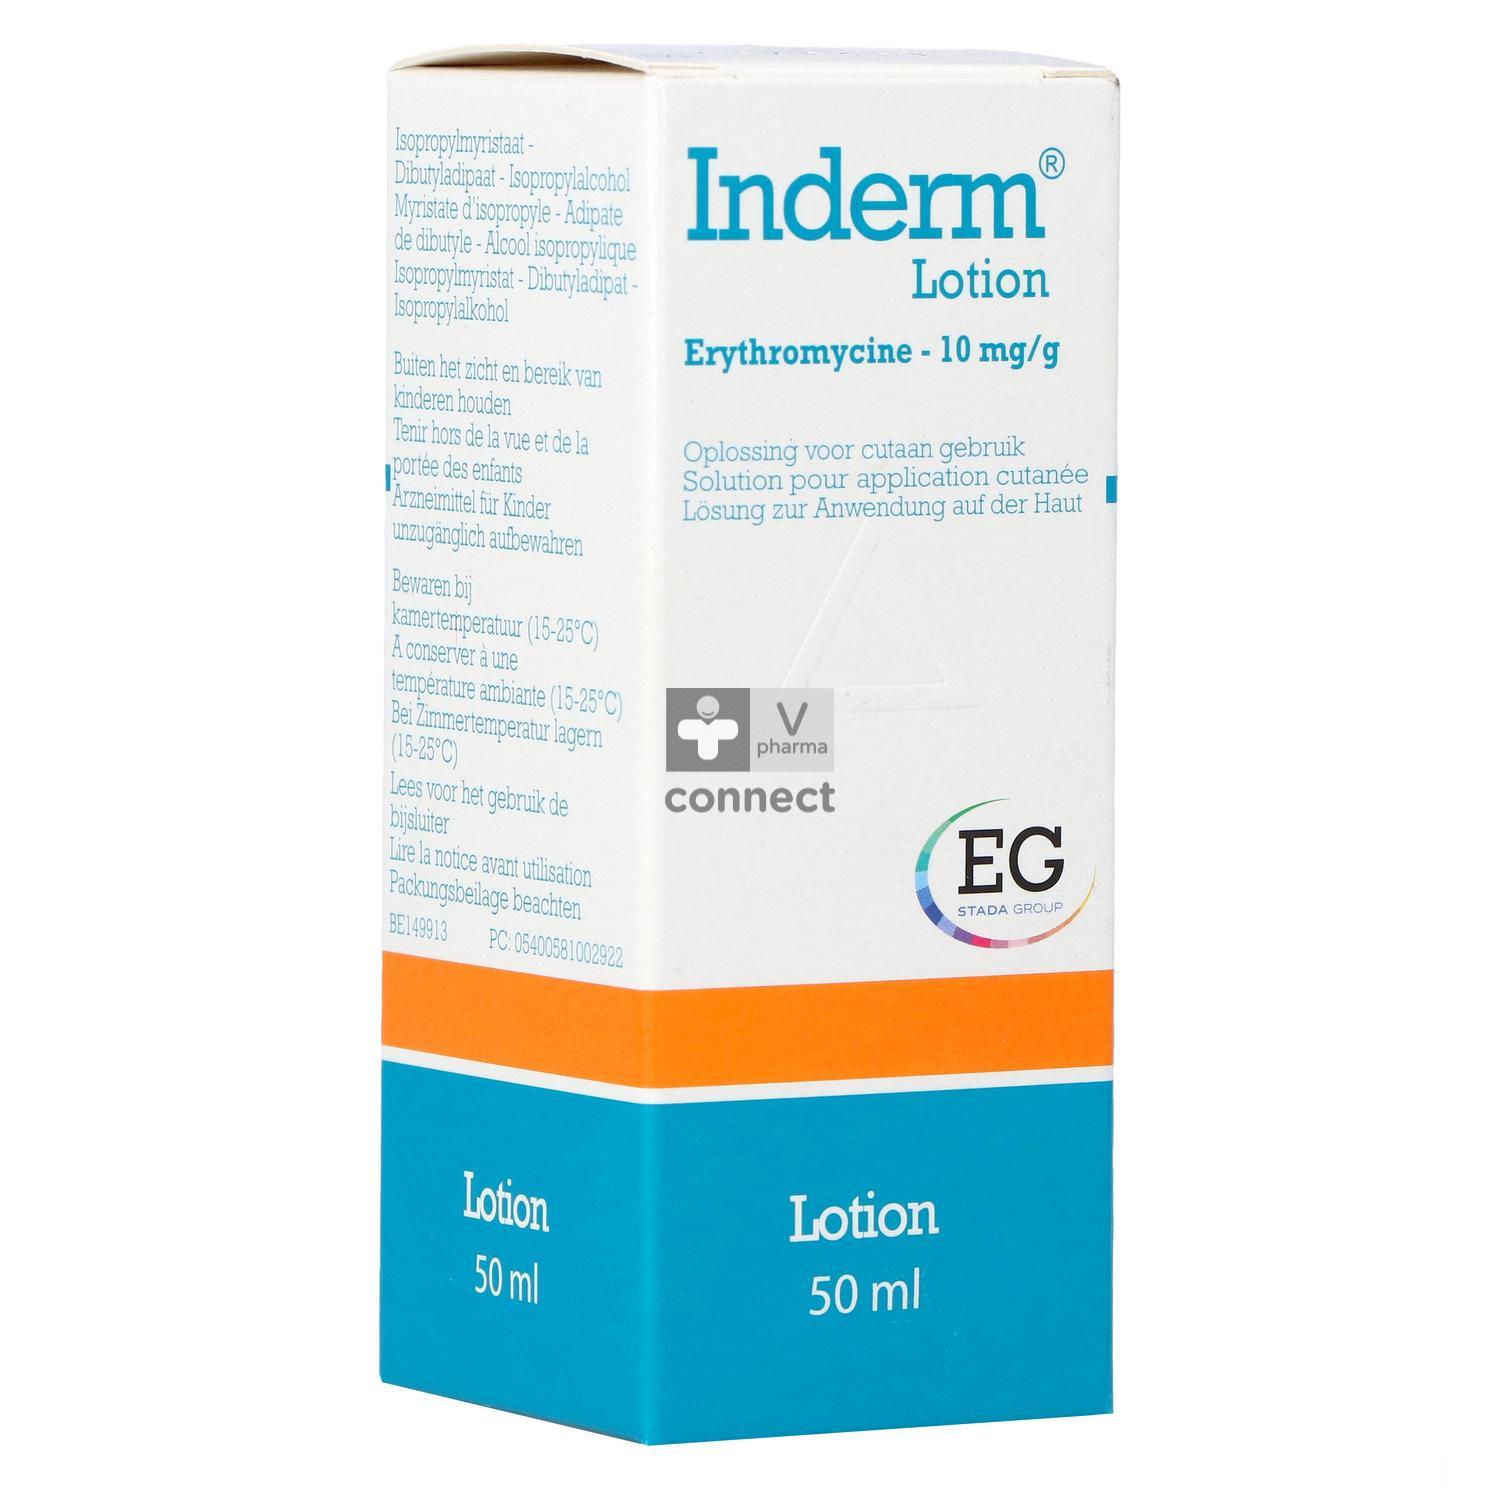 Isopropylmyristaat -
Dibutyladipaat - Isopropylalcohol
Myristate d'isopropyle - Adipate
de dibutyle - Alcool isopropylique
Isopropylmyristat - Dibutyladipat -
Isopropylalkohol
Buiten het zicht en bereik van
kinderen houden
Tenir hors de la vue et de la
portée des enfants
Arzneimittel für Kinder
unzugänglich aufbewahren
Bewaren bij
kamertemperatuur (15-25°C)
A conserver à une
température ambiante (15-25°C)
Bei Zimmertemperatur lagern
(15-25°C)
Lees voor het gebruik de
bijsluiter
Lire la notice avant utilisation
Packungsbeilage beachten
BE149913 PC: 05400581002922
Lotion
50 ml
Inderm®
Lotion
Erythromycine - 10 mg/g
Oplossing voor cutaan gebruik
Solution pour application cutanée
Lösung zur Anwendung auf der Haut
V
pharma
connect
EG
STADA GROUP
Lotion
50 ml